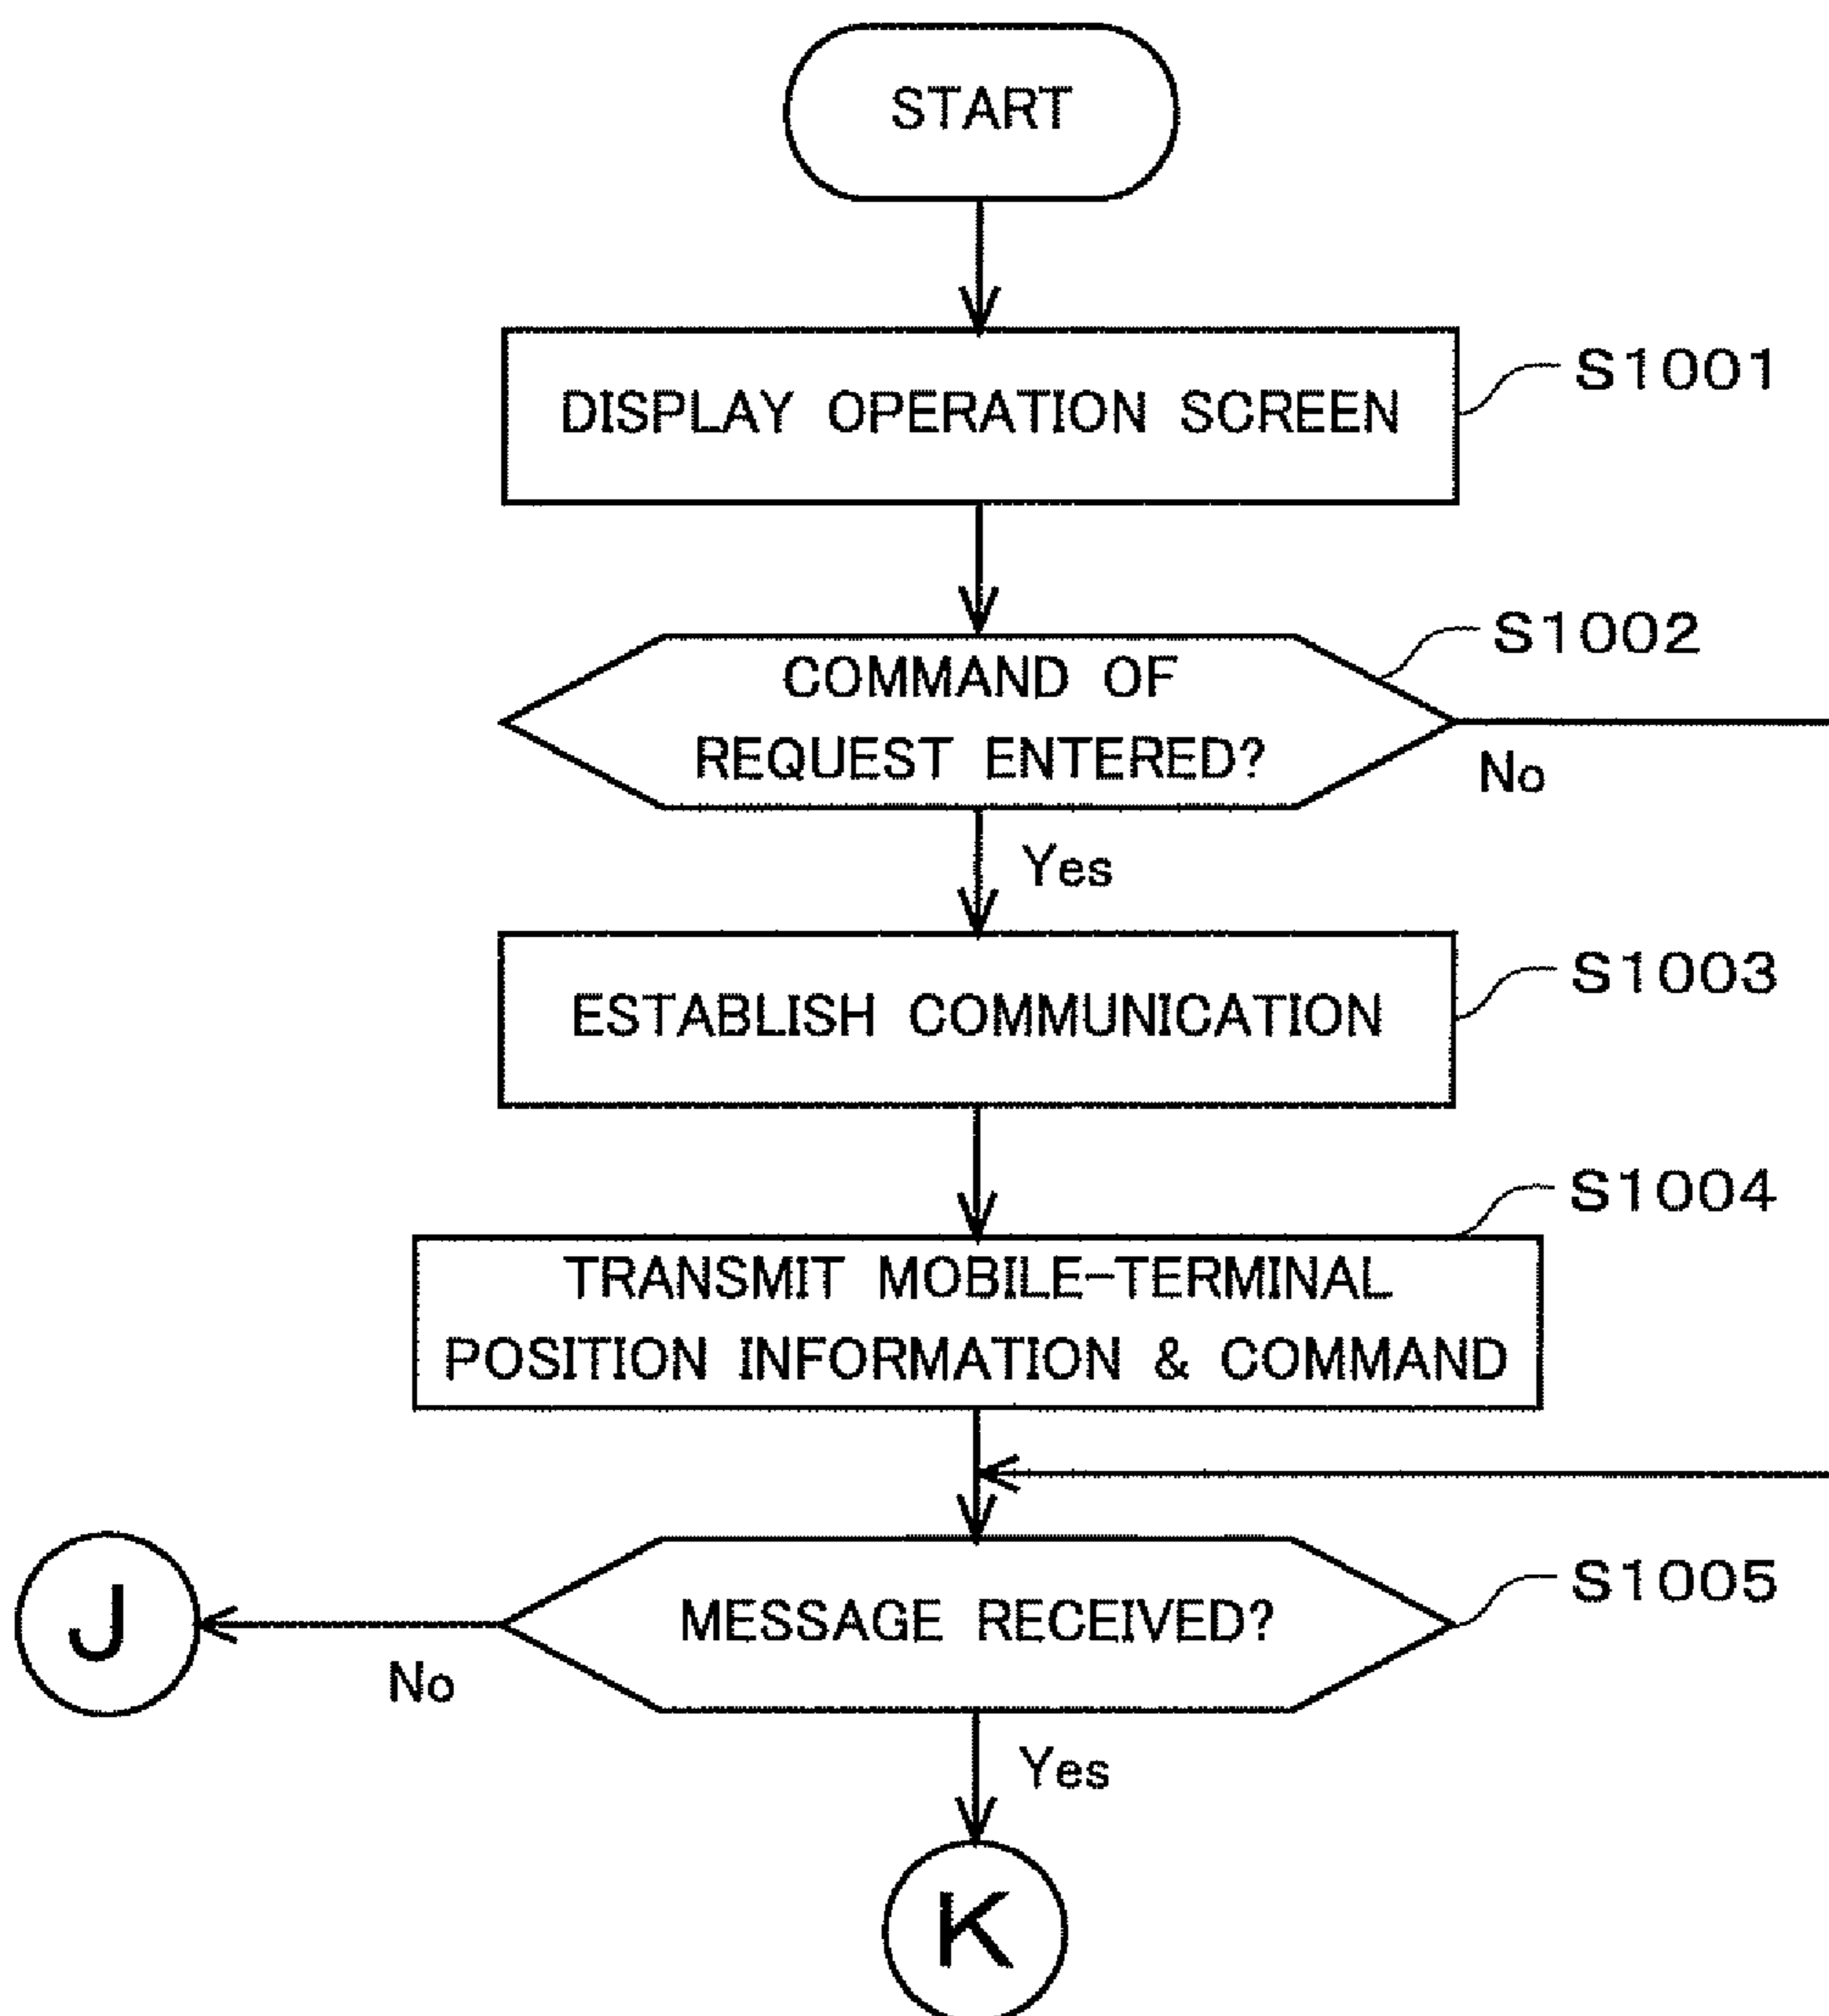 START
DISPLAY OPERATION SCREEN
S1001
COMMAND OF
REQUEST ENTERED?
S1002
No
Yes
ESTABLISH COMMUNICATION
S1003
TRANSMIT MOBILE-TERMINAL
POSITION INFORMATION & COMMAND
S1004
MESSAGE RECEIVED?
S1005
J
No
Yes
K